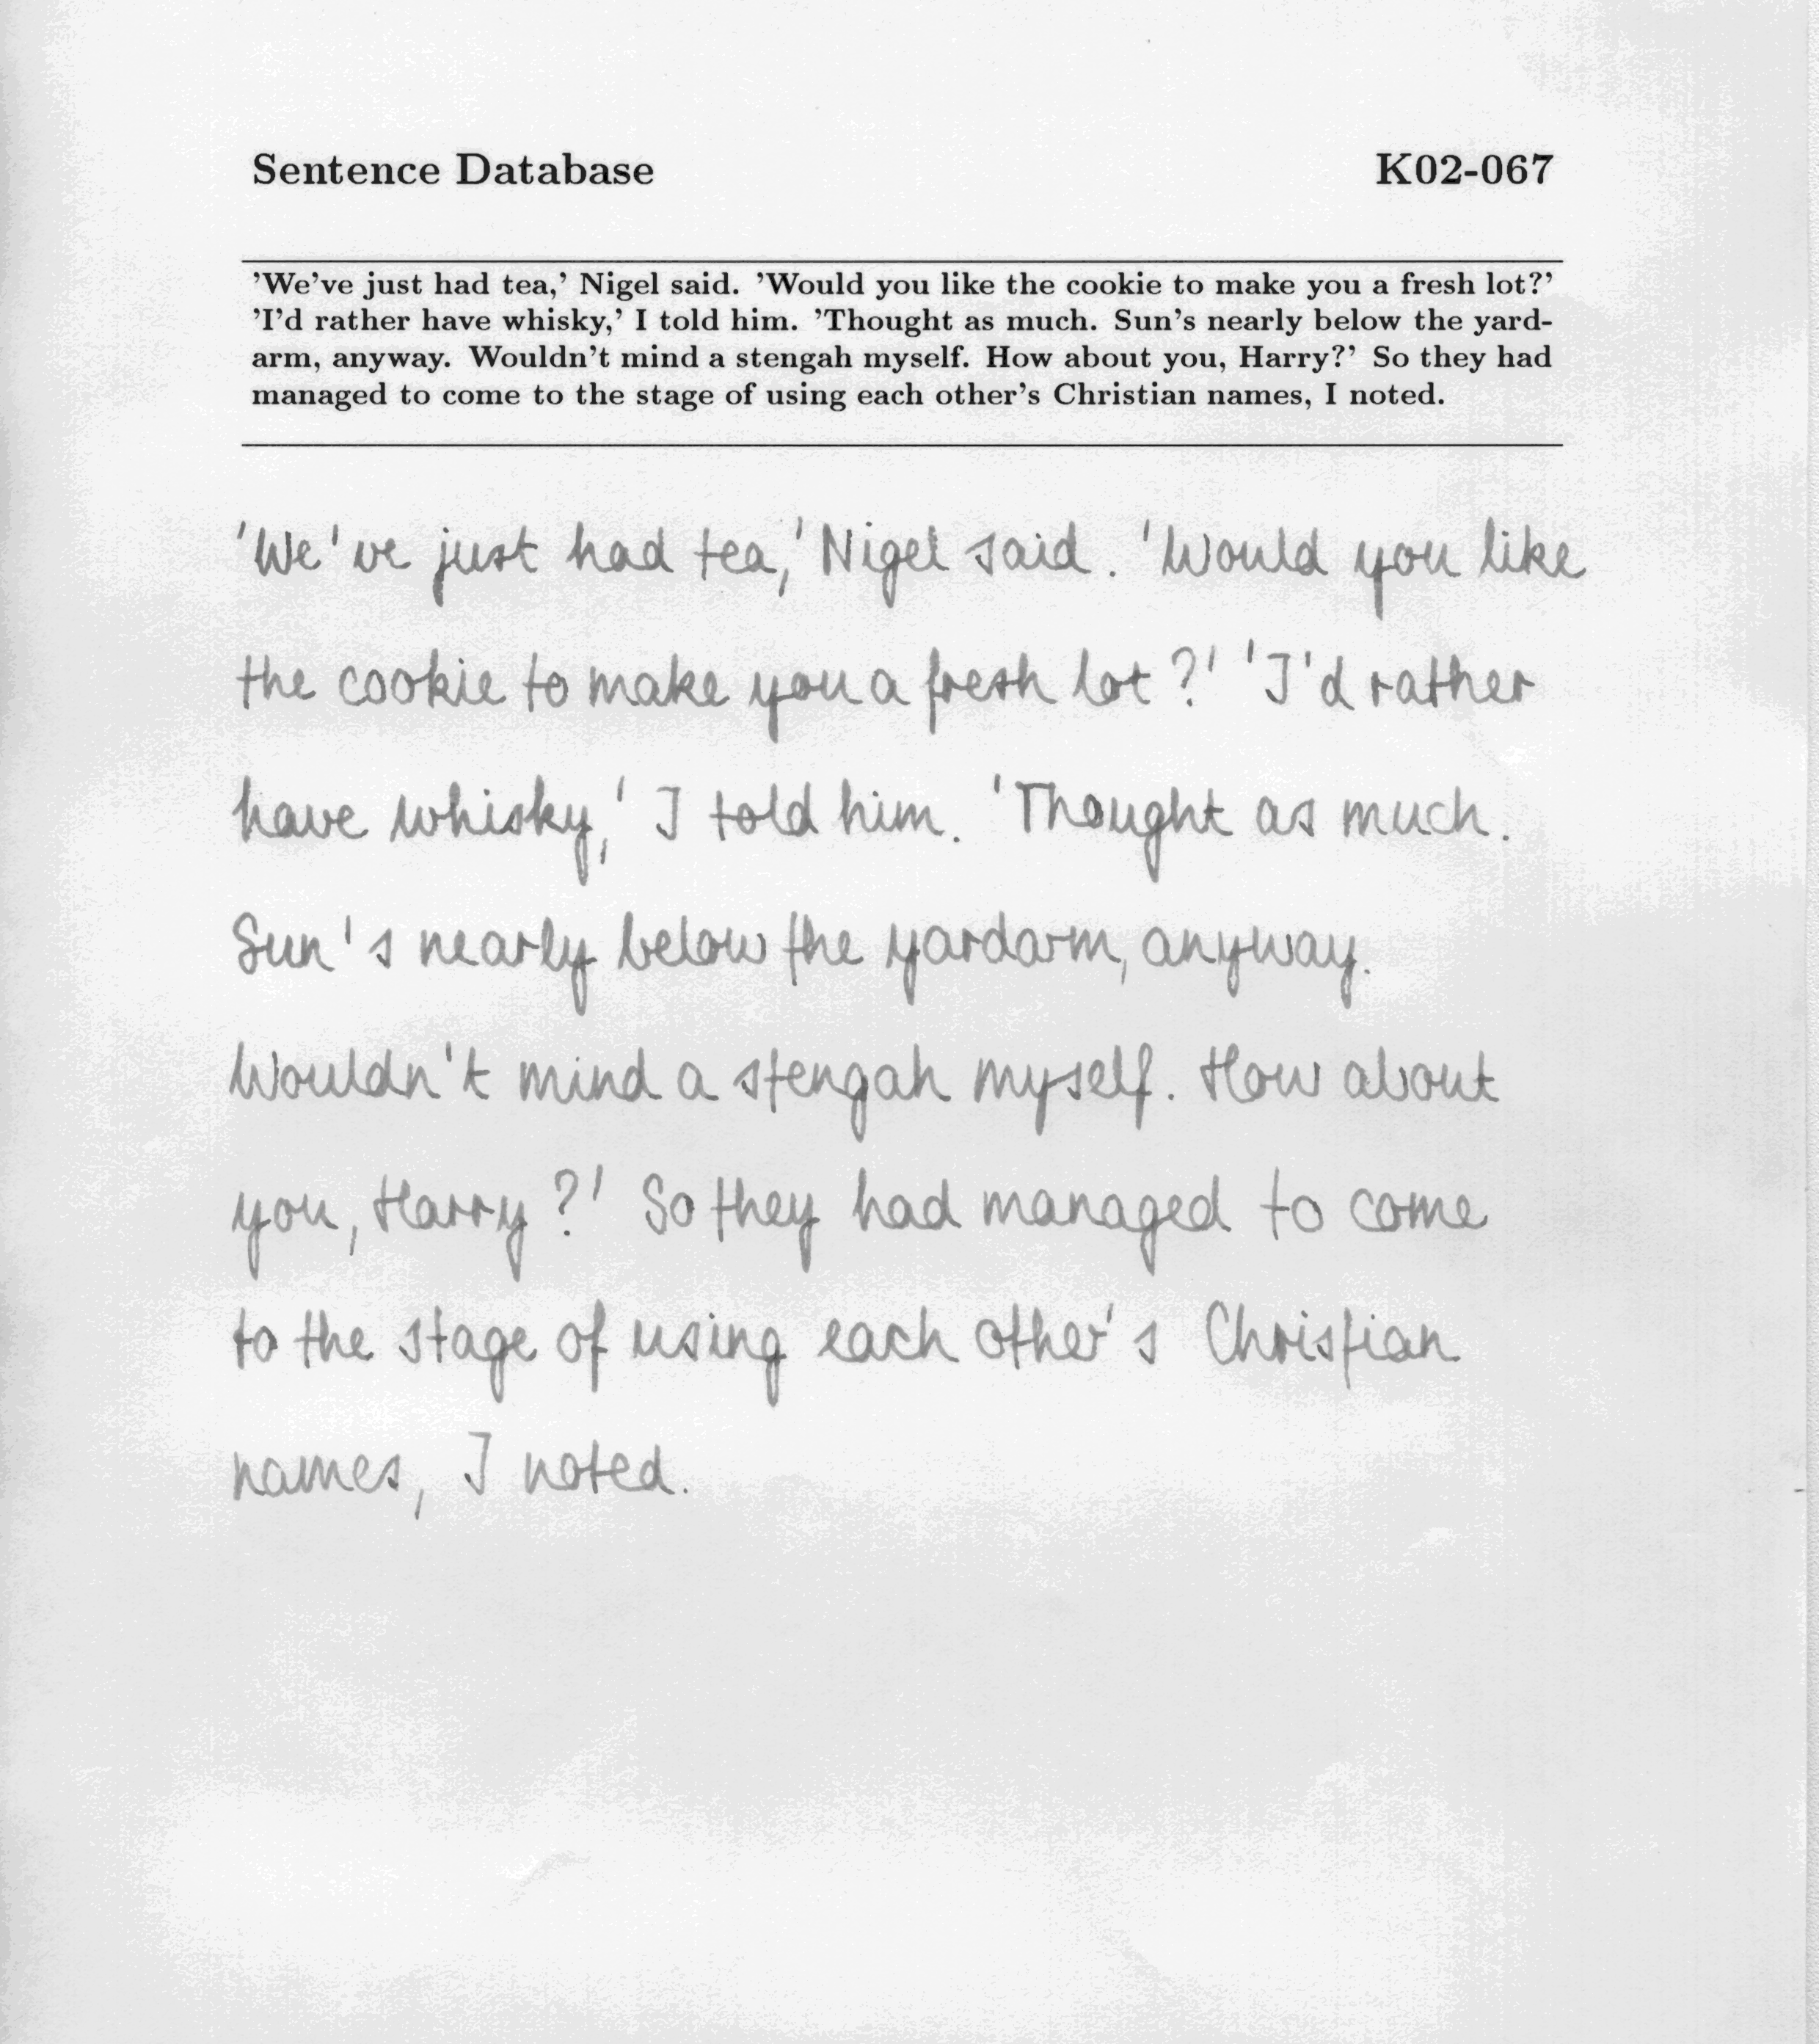 Sentence Database K02-067
'We've just had tea,' Nigel said. 'Would you like the cookie to make you a fresh lot?'
'I'd rather have whisky,' I told him. 'Thought as much. Sun's nearly below the yard-
arm, anyway. Wouldn't mind a stengah myself. How about you, Harry?' So they had
managed to come to the stage of using each other's Christian names, I noted.
'We've just had tea,' Nigel said. 'Would you like
the cookie to make you a fresh lot?' 'I'd rather
have whisky,' I told him. 'Thought as much.
Sun's nearly below the yardarm, anyway.
Wouldn't mind a stengah myself. How about
you, Harry?' So they had managed to come
to the stage of using each other's Christian
names, I noted.